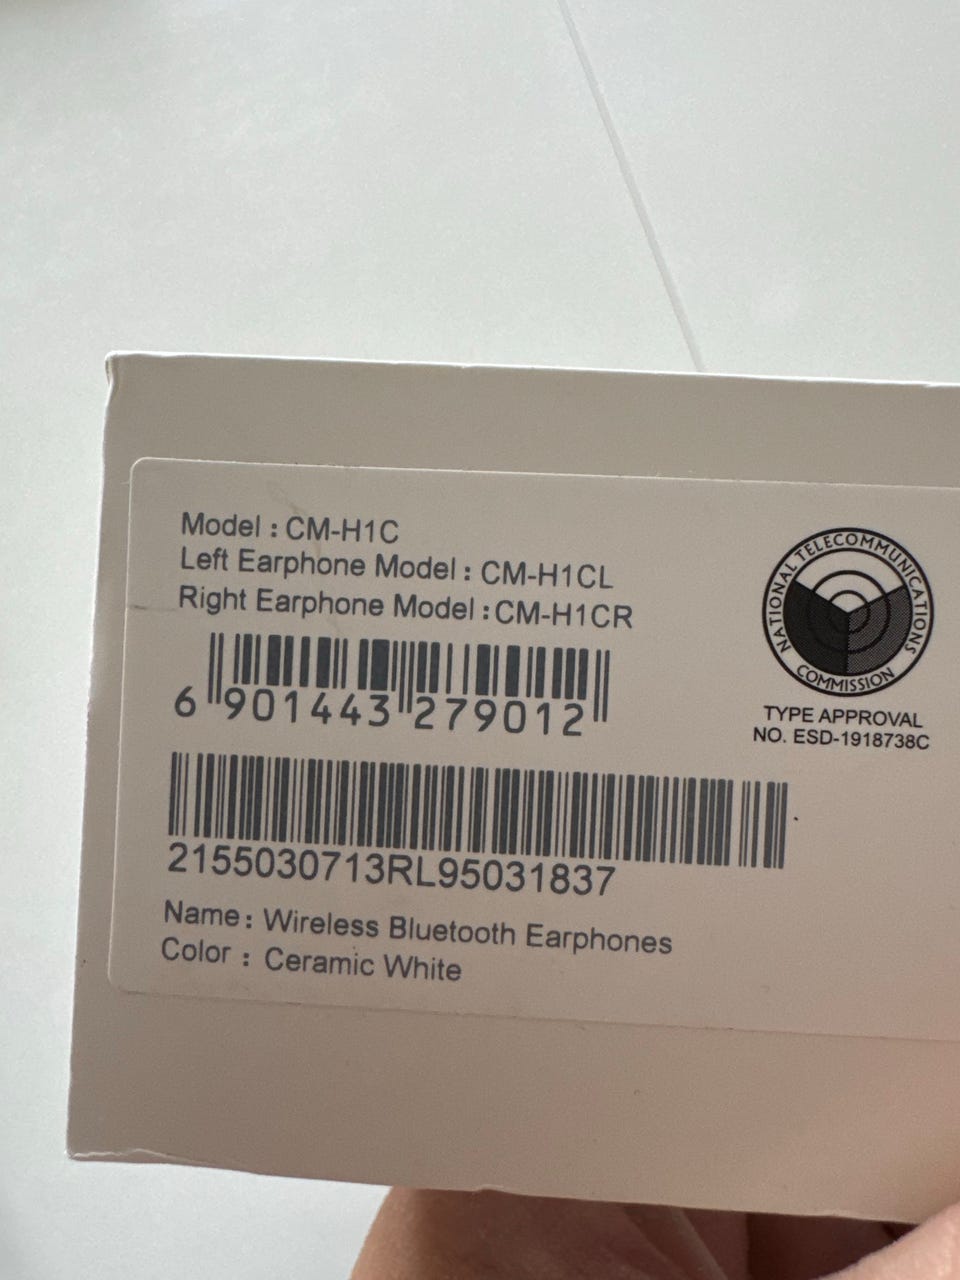 Model : CM-H1C
Left Earphone Model : CM-H1CL
Right Earphone Model : CM-H1CR
6 901443 279012
2155030713RL95031837
Name : Wireless Bluetooth Earphones
Color : Ceramic White
NATIONAL TELECOMMUNICATIONS
COMMISSION
TYPE APPROVAL
NO. ESD-1918738C